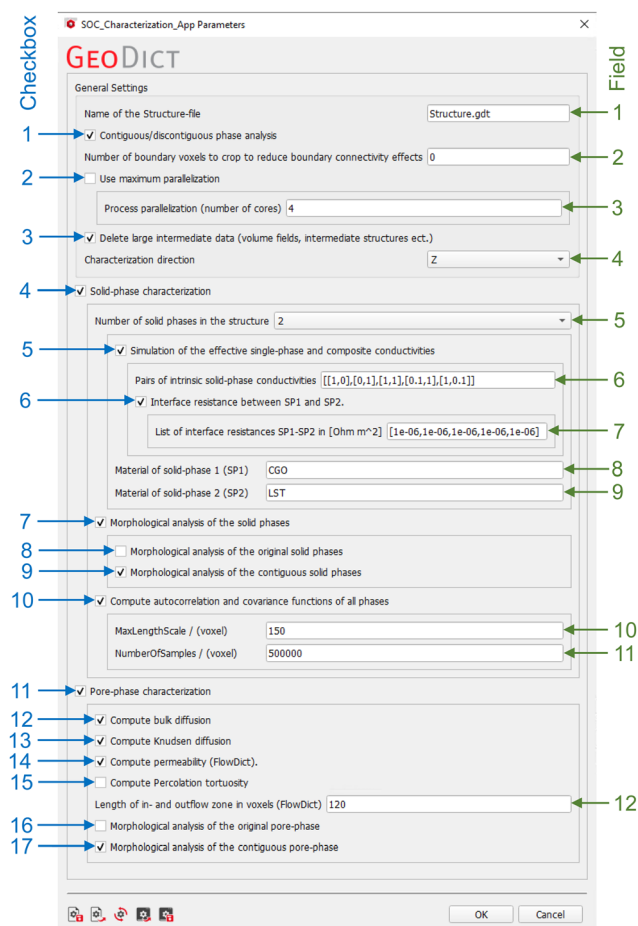 SOC_Characterization_App Parameters
Checkbox
GEODICT
Field
General Settings
Name of the Structure-file Structure.gdt 1
1 Contiguous/discontiguous phase analysis
Number of boundary voxels to crop to reduce boundary connectivity effects 0 2
2 Use maximum parallelization
Process parallelization (number of cores) 4 3
3 Delete large intermediate data (volume fields, intermediate structures ect.)
Characterization direction Z 4
4 Solid-phase characterization
Number of solid phases in the structure 2 5
5 Simulation of the effective single-phase and composite conductivities
Pairs of intrinsic solid-phase conductivities [[1,0],[0,1],[1,1],[0.1,1],[1,0.1]] 6
6 Interface resistance between SP1 and SP2.
List of interface resistances SP1-SP2 in [Ohm m^2] [1e-06,1e-06,1e-06,1e-06,1e-06] 7
Material of solid-phase 1 (SP1) CGO 8
Material of solid-phase 2 (SP2) LST 9
7 Morphological analysis of the solid phases
8 Morphological analysis of the original solid phases
9 Morphological analysis of the contiguous solid phases
10 Compute autocorrelation and covariance functions of all phases
MaxLengthScale / (voxel) 150 10
NumberOfSamples / (voxel) 500000 11
11 Pore-phase characterization
12 Compute bulk diffusion
13 Compute Knudsen diffusion
14 Compute permeability (FlowDict).
15 Compute Percolation tortuosity
Length of in- and outflow zone in voxels (FlowDict) 120 12
16 Morphological analysis of the original pore-phase
17 Morphological analysis of the contiguous pore-phase
OK Cancel